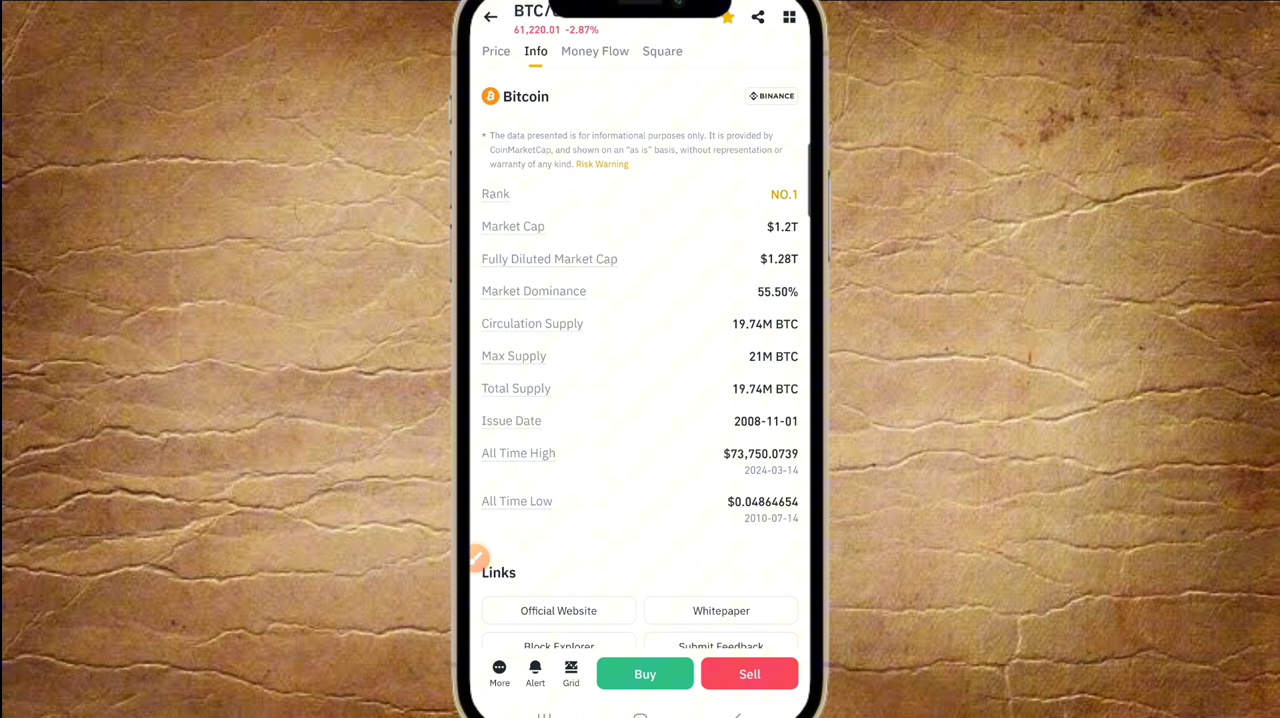 BTC/
61,220.01 -2.87%
Price Info Money Flow Square
Bitcoin BINANCE
* The data presented is for informational purposes only. It is provided by
CoinMarketCap, and shown on an "as is" basis, without representation or
warranty of any kind. Risk Warning
Rank NO.1
Market Cap $1.2T
Fully Diluted Market Cap $1.28T
Market Dominance 55.50%
Circulation Supply 19.74M BTC
Max Supply 21M BTC
Total Supply 19.74M BTC
Issue Date 2008-11-01
All Time High $73,750.0739
2024-03-14
All Time Low $0.04864654
2010-07-14
Links
Official Website Whitepaper
Block Explorer Submit Feedback
More Alert Grid Buy Sell